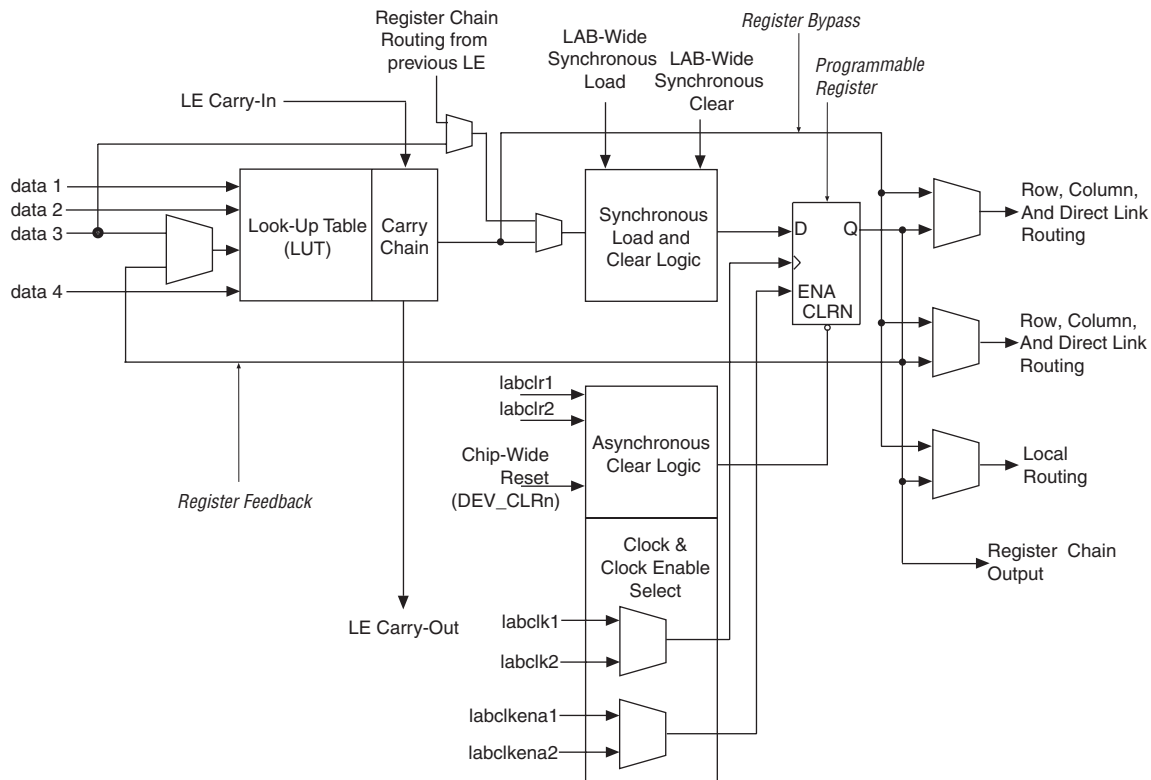 Register Chain
Routing from
previous LE
LAB-Wide
Synchronous
Load
LAB-Wide
Synchronous
Clear
Register Bypass
Programmable
Register
LE Carry-In
data 1
data 2
data 3
data 4
Look-Up Table
(LUT)
Carry
Chain
Synchronous
Load and
Clear Logic
D
Q
ENA
CLRN
Row, Column,
And Direct Link
Routing
Row, Column,
And Direct Link
Routing
Local
Routing
Register Chain
Output
Register Feedback
labclr1
labclr2
Chip-Wide
Reset
(DEV_CLRn)
Asynchronous
Clear Logic
Clock &
Clock Enable
Select
LE Carry-Out
labclk1
labclk2
labclkena1
labclkena2